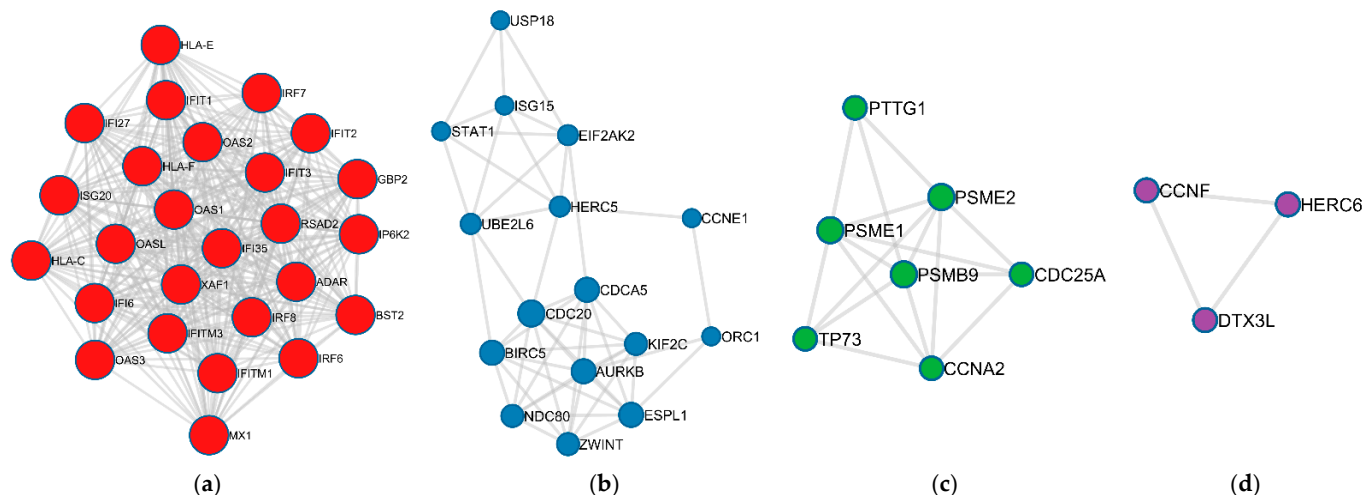 HLA-E
IFIT1
IRF7
IFI27
OAS2
IFIT2
HLA-F
IFIT3
GBP2
ISG20
OAS1
RSAD2
IP6K2
OASL
IFI35
HLA-C
XAF1
ADAR
IFI6
IRF8
BST2
IFITM3
OAS3
IFITM1
IRF6
MX1
(a)
USP18
ISG15
STAT1
EIF2AK2
HERC5
UBE2L6
CCNE1
CDCA5
CDC20
KIF2C
ORC1
BIRC5
AURKB
NDC80
ESPL1
ZWINT
(b)
PTTG1
PSME2
PSME1
PSMB9
CDC25A
TP73
CCNA2
(c)
CCNF
HERC6
DTX3L
(d)